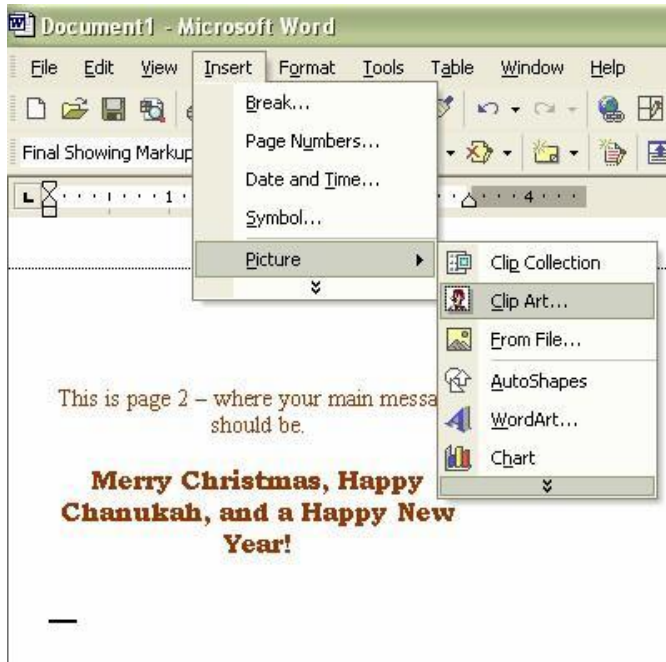 Document1 - Microsoft Word
File Edit View Insert Format Tools Table Window Help
Break...
Page Numbers...
Final Showing Markup
Date and Time...
1
4
Symbol...
Picture
Clip Collection
Clip Art...
From File...
AutoShapes
WordArt...
Chart
This is page 2 – where your main messa
should be.
Merry Christmas, Happy
Chanukah, and a Happy New
Year!